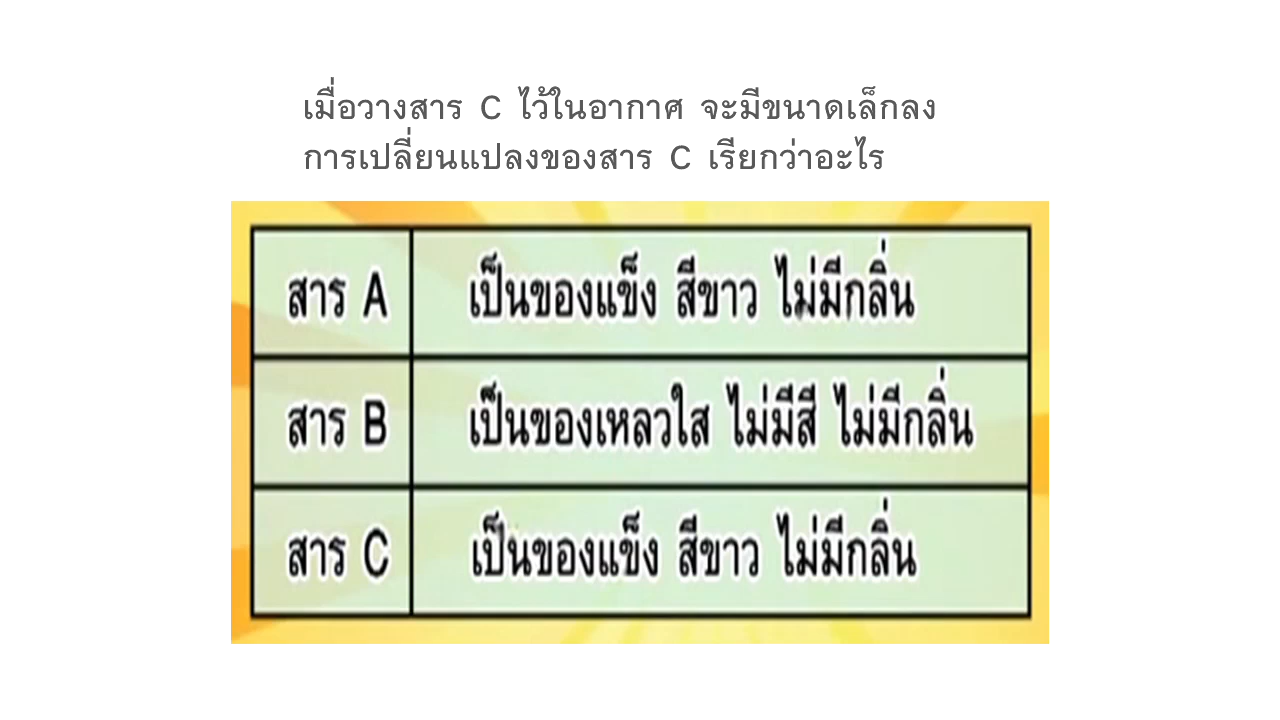 เมื่อวางสาร C ไว้ในอากาศ จะมีขนาดเล็กลง
การเปลี่ยนแปลงของสาร C เรียกว่าอะไร
สาร A เป็นของแข็ง สีขาว ไม่มีกลิ่น
สาร B เป็นของเหลวใส ไม่มีสี ไม่มีกลิ่น
สาร C เป็นของแข็ง สีขาว ไม่มีกลิ่น